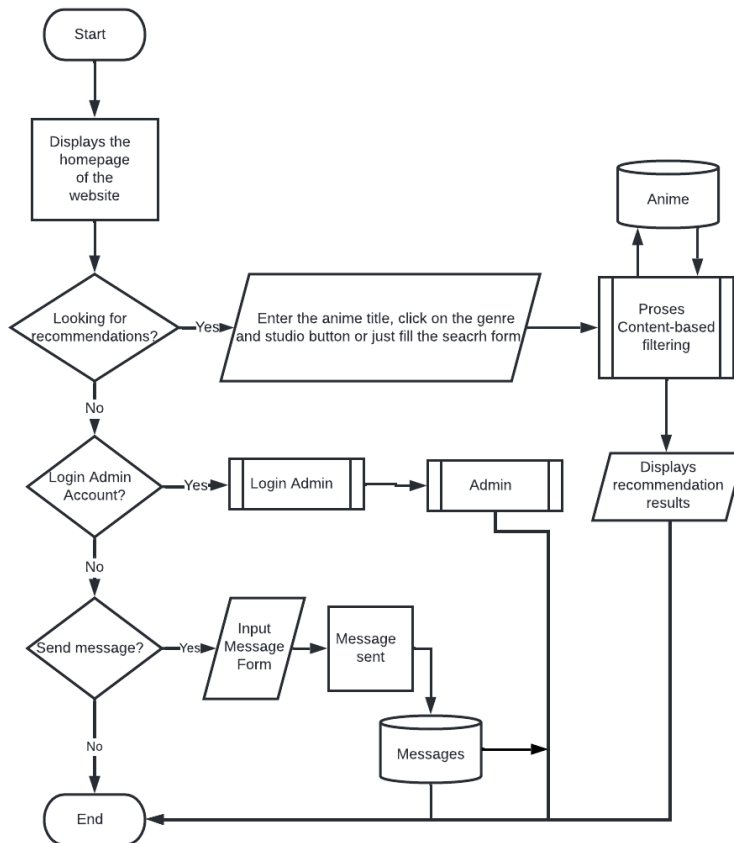 Start
Displays the
homepage
of the
website
Anime
Looking for
recommendations?
Yes
Enter the anime title, click on the genre
and studio button or just fill the seacrh form
Proses
Content-based
filtering
No
Login Admin
Account?
Yes
Login Admin
Admin
Displays
recommendation
results
No
Send message?
Yes
Input
Message
Form
Message
sent
Messages
No
End